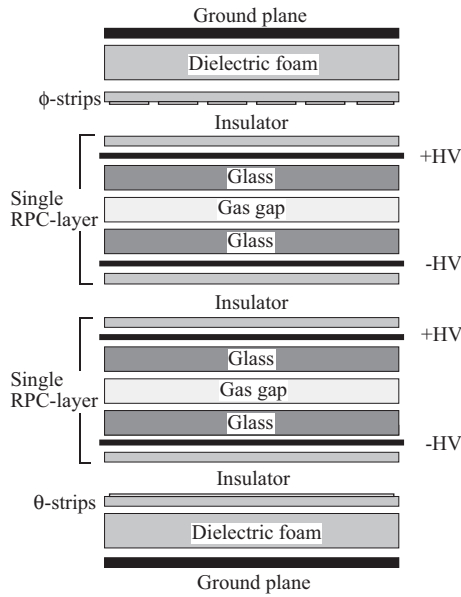 Ground plane
Dielectric foam
ϕ-strips
Insulator
+HV
Glass
Single
RPC-layer
Gas gap
Glass
-HV
Insulator
+HV
Glass
Single
RPC-layer
Gas gap
Glass
-HV
Insulator
θ-strips
Dielectric foam
Ground plane